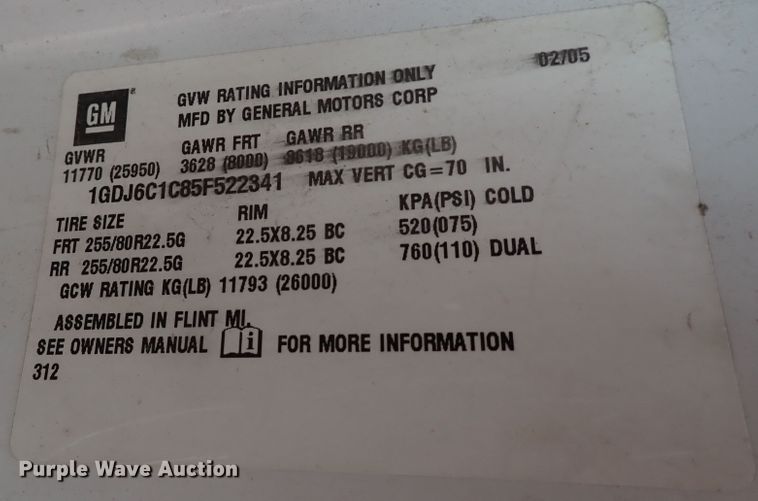 02/05
GM
GVW RATING INFORMATION ONLY
MFD BY GENERAL MOTORS CORP
GVWR GAWR FRT GAWR RR
11770 (25950) 3628 (8000) 8618 (19000) KG(LB)
1GDJ6C1C85F522341 MAX VERT CG=70 IN.
TIRE SIZE RIM KPA(PSI) COLD
FRT 255/80R22.5G 22.5X8.25 BC 520(075)
RR 255/80R22.5G 22.5X8.25 BC 760(110) DUAL
GCW RATING KG(LB) 11793 (26000)
ASSEMBLED IN FLINT MI.
SEE OWNERS MANUAL i FOR MORE INFORMATION
312
Purple Wave Auction